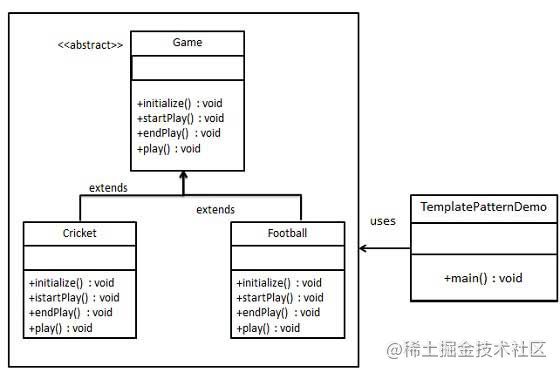 Game
<<abstract>>
+initialize() : void
+startPlay() : void
+endPlay() : void
+play() : void
extends
extends
Cricket
+initialize() : void
+istartPlay() : void
+endPlay() : void
+play() : void
Football
+initialize() : void
+startPlay() : void
+endPlay() : void
+play() : void
uses
TemplatePatternDemo
+main() : void
@稀土掘金技术社区